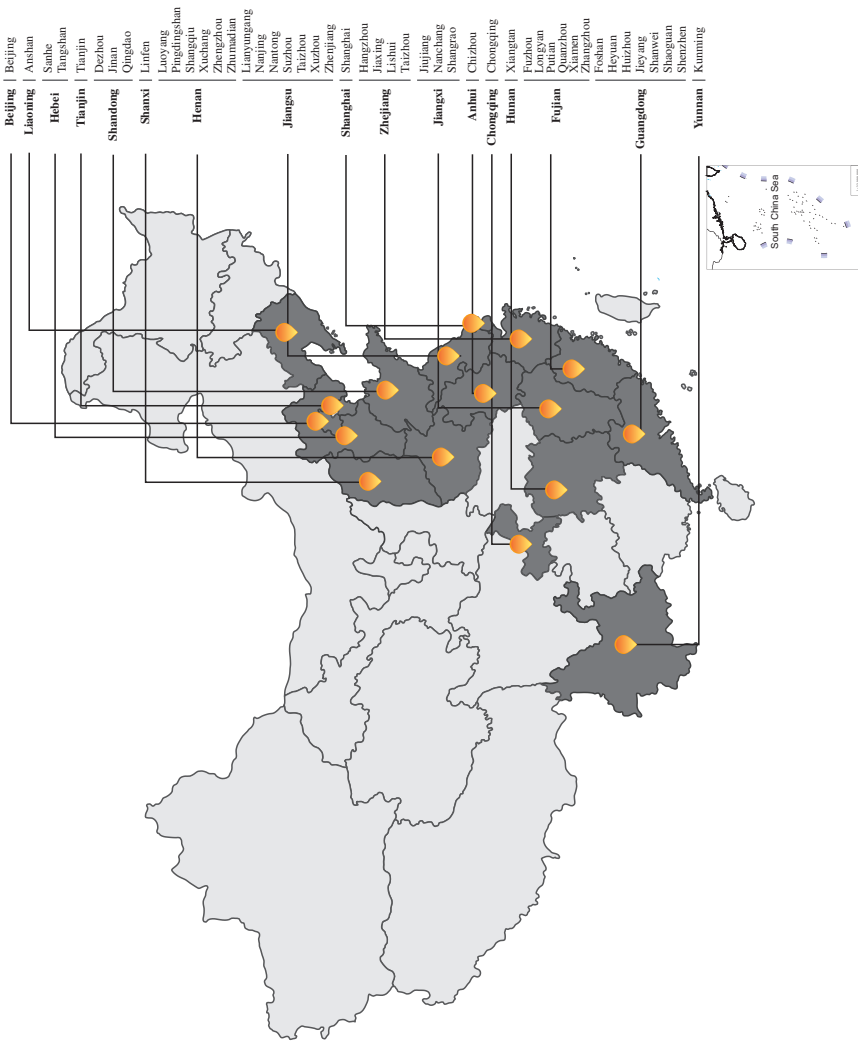 Beijing
Beijing
Liaoning
Anshan
Hebei
Sanhe
Tangshan
Tianjin
Tianjin
Shandong
Dezhou
Jinan
Qingdao
Shanxi
Linfen
Henan
Luoyang
Pingdingshan
Shangqiu
Xuchang
Zhengzhou
Zhumadian
Jiangsu
Lianyungang
Nanjing
Nantong
Suzhou
Taizhou
Xuzhou
Zhenjiang
Shanghai
Shanghai
Zhejiang
Hangzhou
Jiaxing
Lishui
Taizhou
Jiangxi
Jiujiang
Nanchang
Shangrao
Anhui
Chizhou
Chongqing
Chongqing
Hunan
Xiangtan
Fujian
Fuzhou
Longyan
Putian
Quanzhou
Xiamen
Zhangzhou
Guangdong
Foshan
Heyuan
Huizhou
Jieyang
Shanwei
Shaoguan
Shenzhen
Yunnan
Kunming
South China Sea